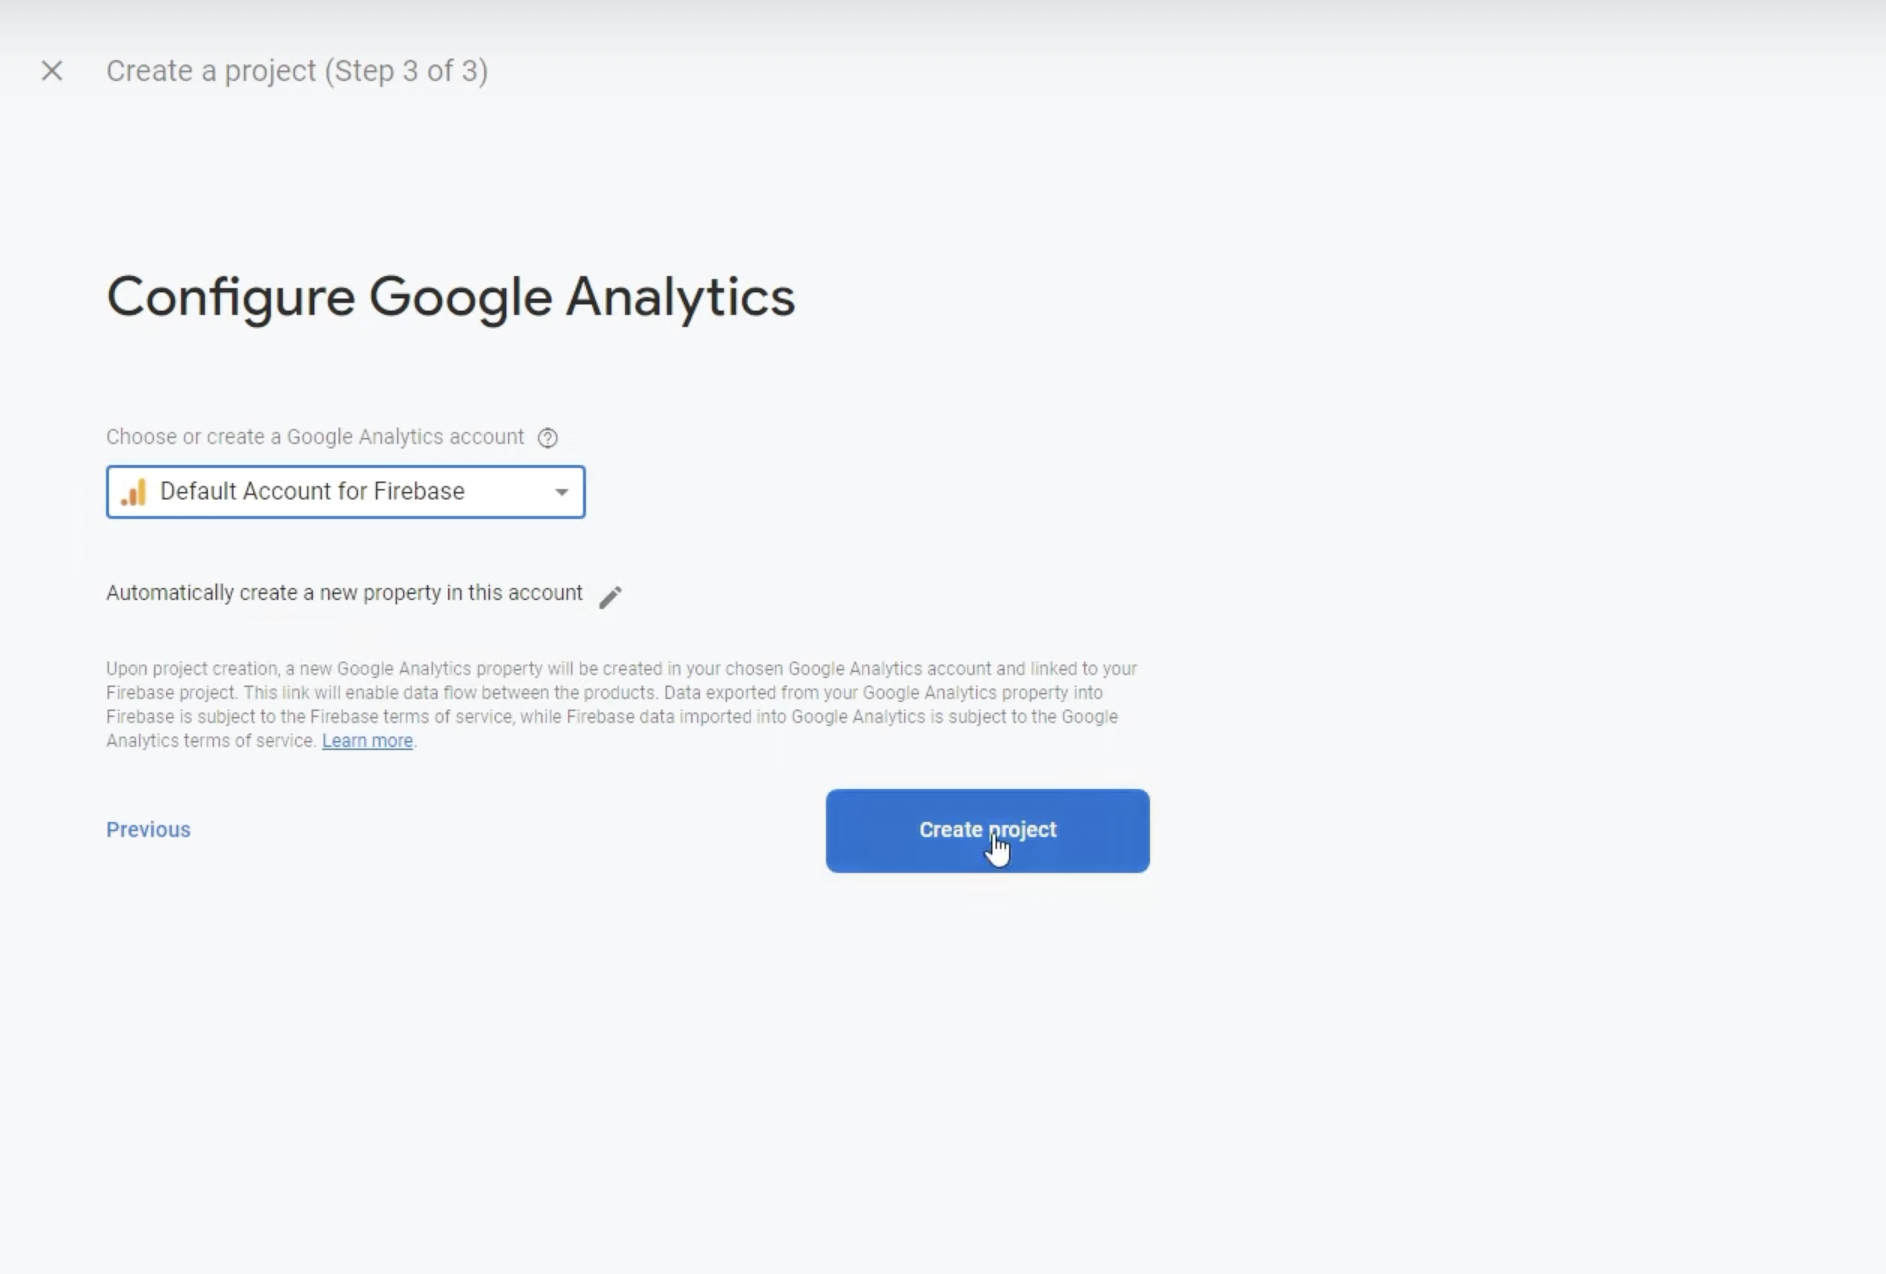 Create a project (Step 3 of 3)
Configure Google Analytics
Choose or create a Google Analytics account
Default Account for Firebase
Automatically create a new property in this account
Upon project creation, a new Google Analytics property will be created in your chosen Google Analytics account and linked to your
Firebase project. This link will enable data flow between the products. Data exported from your Google Analytics property into
Firebase is subject to the Firebase terms of service, while Firebase data imported into Google Analytics is subject to the Google
Analytics terms of service. Learn more.
Previous
Create project